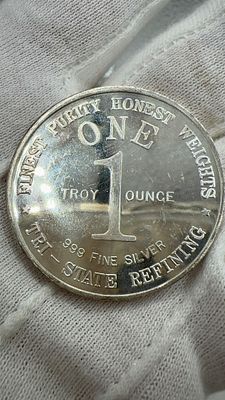 ★ FINEST PURITY HONEST WEIGHTS ★
ONE
1
TROY OUNCE
999 FINE SILVER
TRI-STATE REFINING